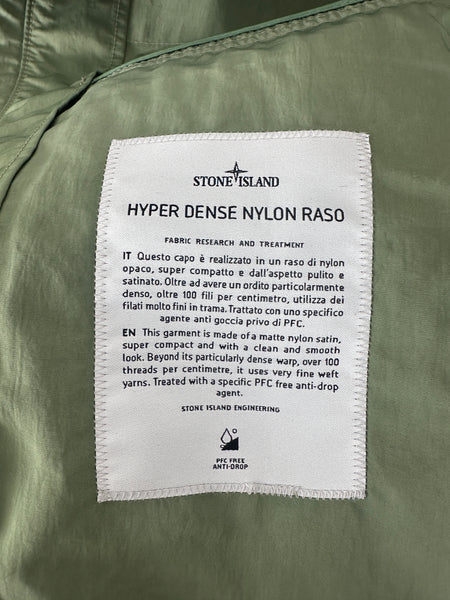 STONE ISLAND
HYPER DENSE NYLON RASO
FABRIC RESEARCH AND TREATMENT
IT Questo capo è realizzato in un raso di nylon
opaco, super compatto e dall'aspetto pulito e
satinato. Oltre ad avere un ordito particolarmente
denso, oltre 100 fili per centimetro, utilizza dei
filati molto fini in trama. Trattato con uno specifico
agente anti goccia privo di PFC.
EN This garment is made of a matte nylon satin,
super compact and with a clean and smooth
look. Beyond its particularly dense warp, over 100
threads per centimetre, it uses very fine weft
yarns. Treated with a specific PFC free anti-drop
agent.
STONE ISLAND ENGINEERING
PFC FREE
ANTI-DROP